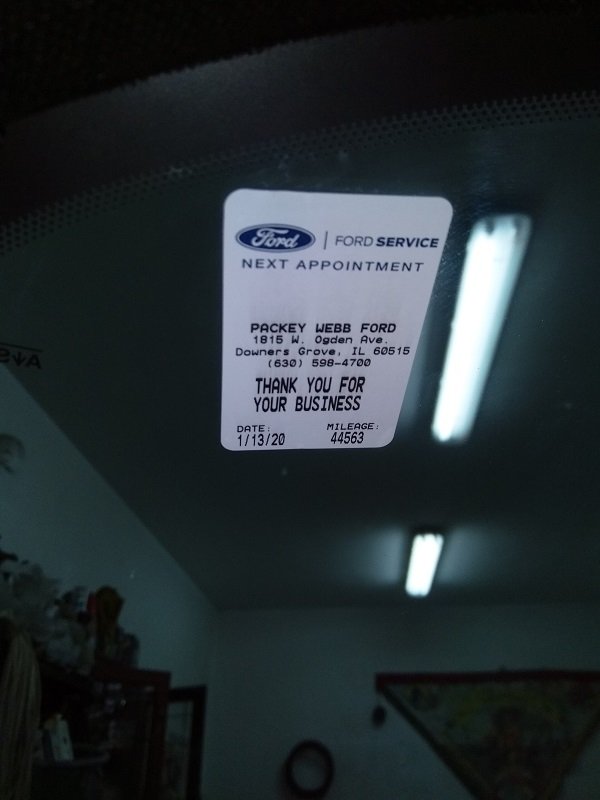 Ford | FORD SERVICE
NEXT APPOINTMENT
PACKEY WEBB FORD
1815 W. Ogden Ave.
Downers Grove, IL 60515
(630) 598-4700
THANK YOU FOR
YOUR BUSINESS
DATE: MILEAGE:
1/13/20 44563